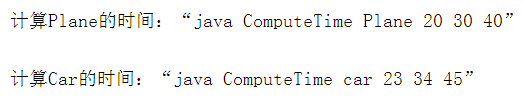 计算Plane的时间：“java ComputeTime Plane 20 30 40”
计算Car的时间：“java ComputeTime car 23 34 45”